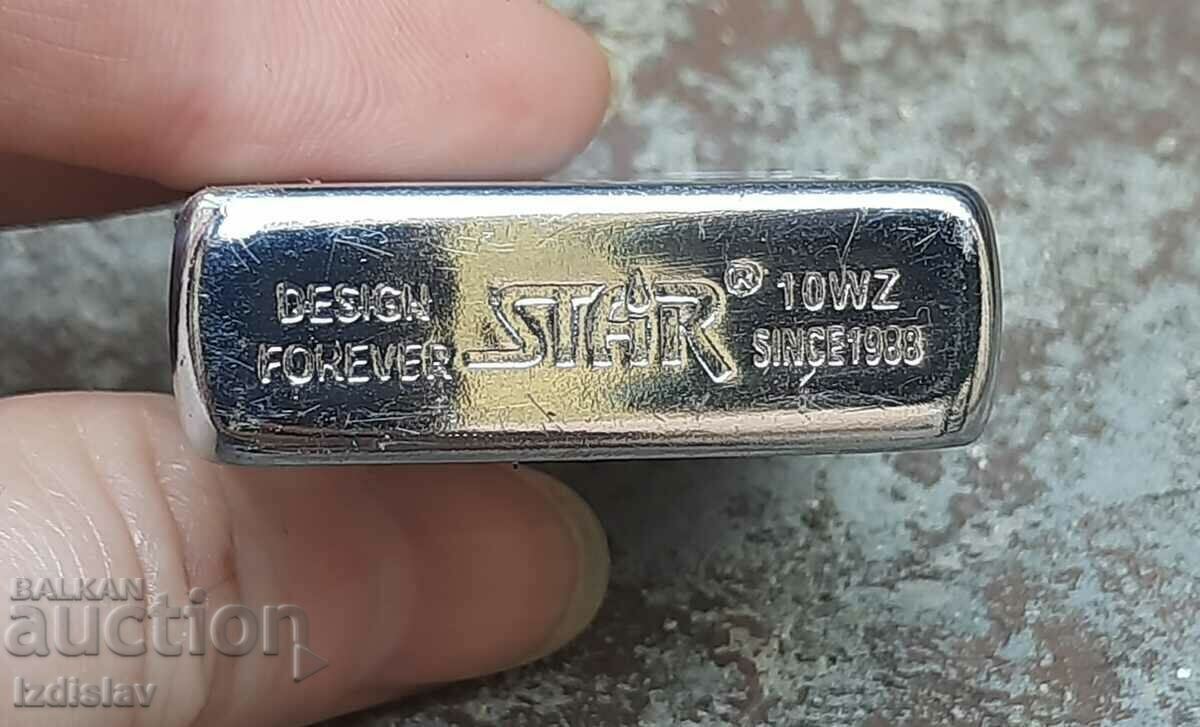 DESIGN
FOREVER
STAR®
10WZ
SINCE1988
BALKAN
auction
Izdislav